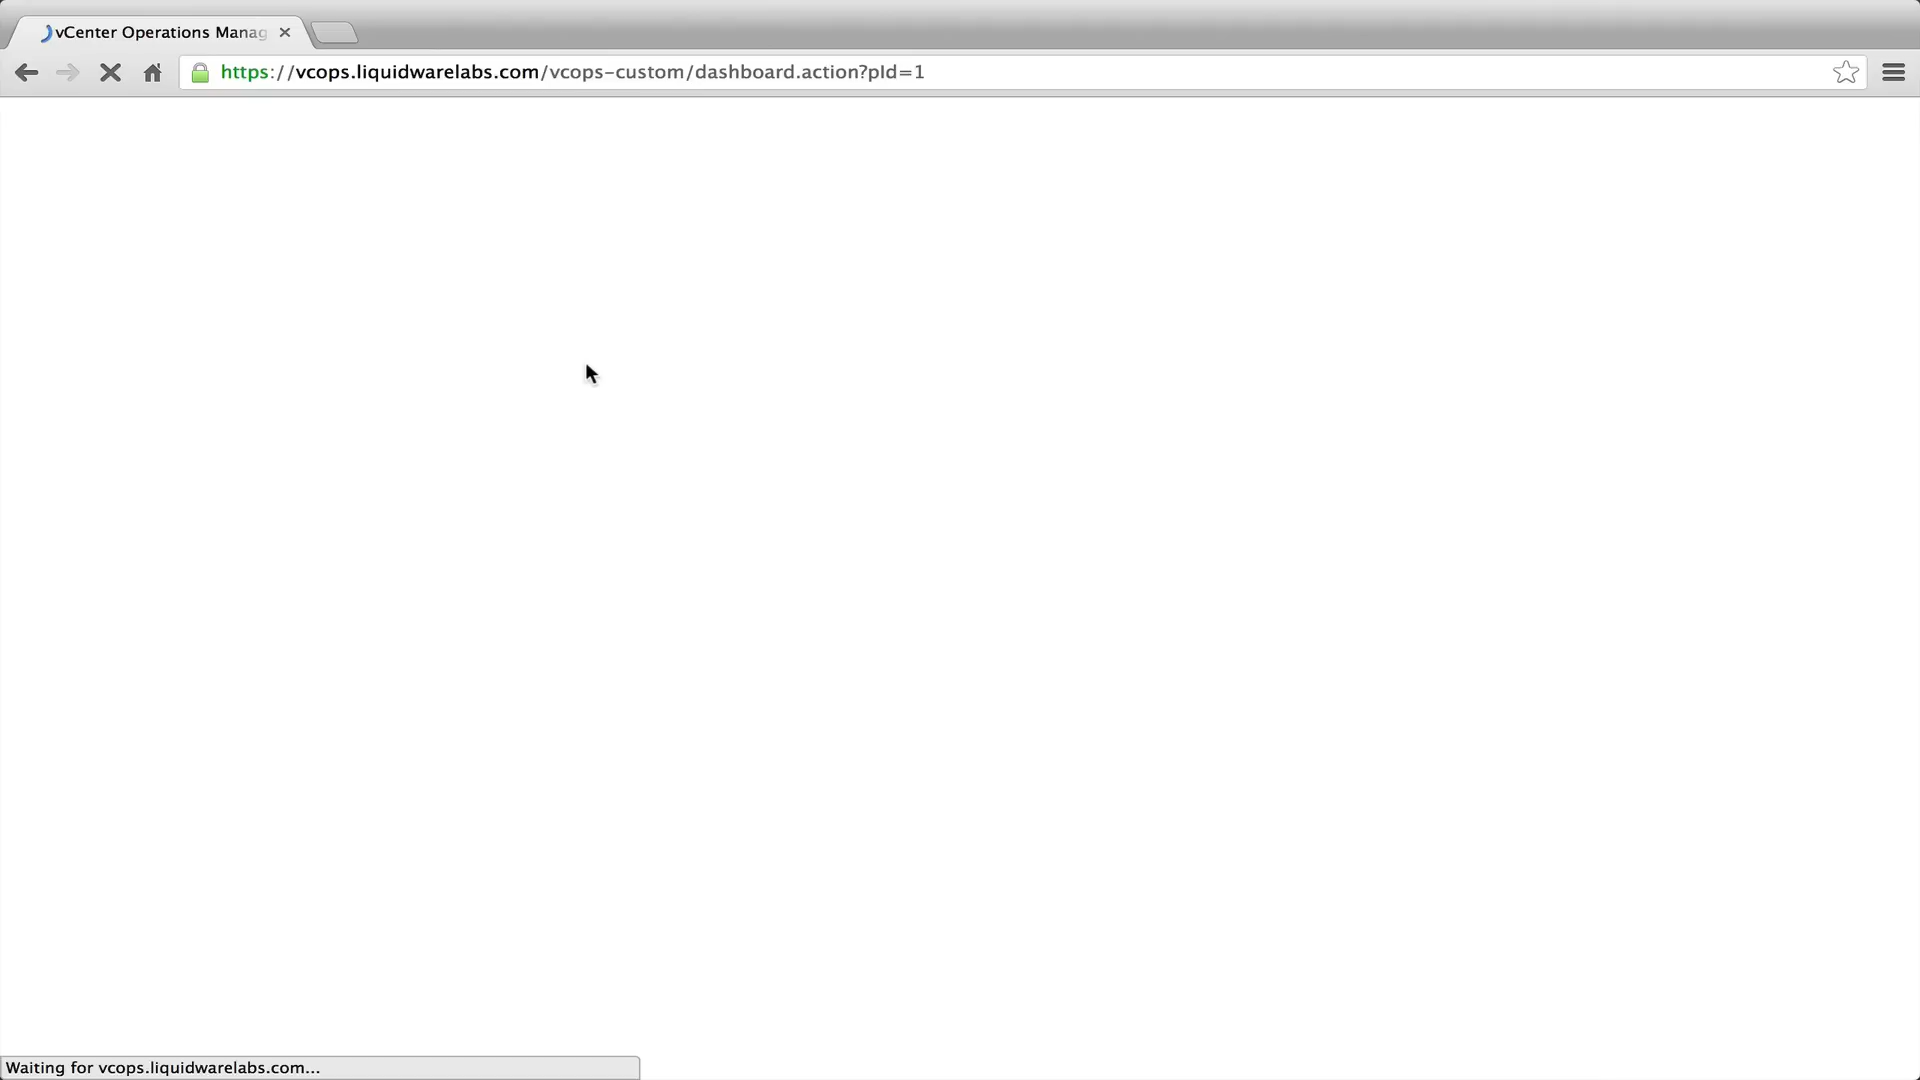 vCenter Operations Manag
https://vcops.liquidwarelabs.com/vcops-custom/dashboard.action?pId=1
Waiting for vcops.liquidwarelabs.com...